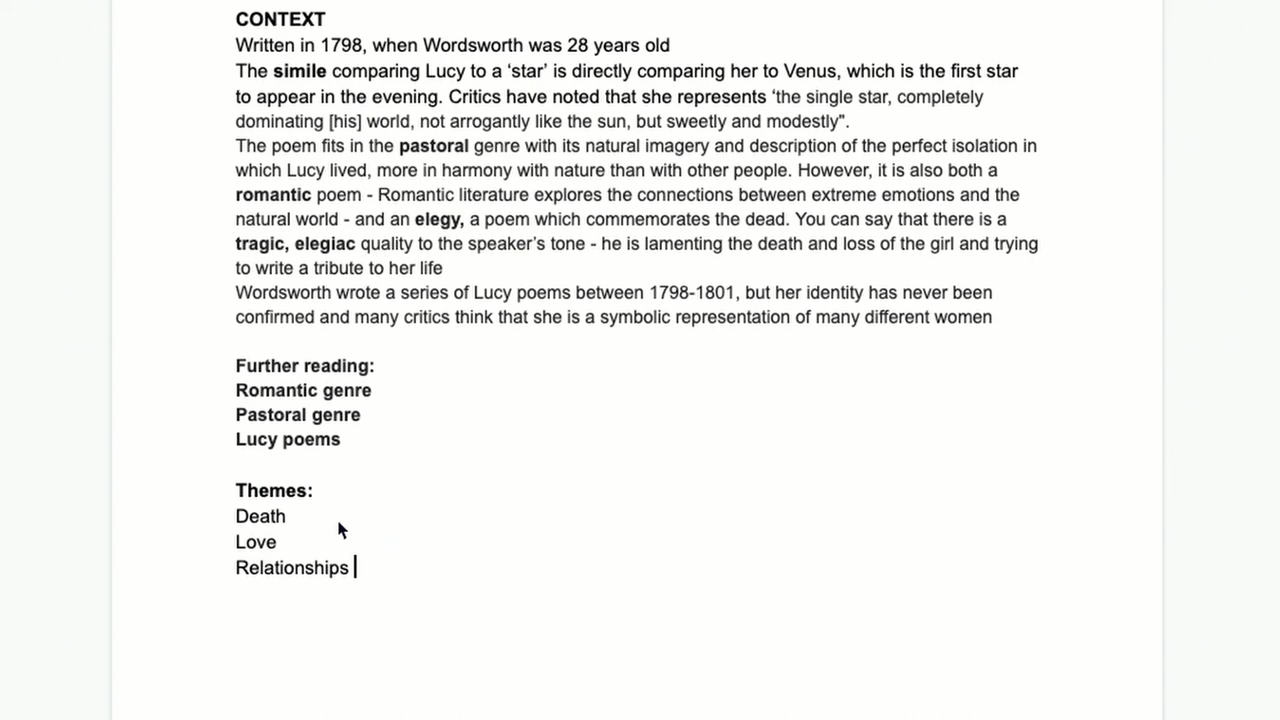 CONTEXT
Written in 1798, when Wordsworth was 28 years old
The simile comparing Lucy to a ‘star’ is directly comparing her to Venus, which is the first star
to appear in the evening. Critics have noted that she represents ‘the single star, completely
dominating [his] world, not arrogantly like the sun, but sweetly and modestly".
The poem fits in the pastoral genre with its natural imagery and description of the perfect isolation in
which Lucy lived, more in harmony with nature than with other people. However, it is also both a
romantic poem - Romantic literature explores the connections between extreme emotions and the
natural world - and an elegy, a poem which commemorates the dead. You can say that there is a
tragic, elegiac quality to the speaker’s tone - he is lamenting the death and loss of the girl and trying
to write a tribute to her life
Wordsworth wrote a series of Lucy poems between 1798-1801, but her identity has never been
confirmed and many critics think that she is a symbolic representation of many different women
Further reading:
Romantic genre
Pastoral genre
Lucy poems
Themes:
Death
Love
Relationships